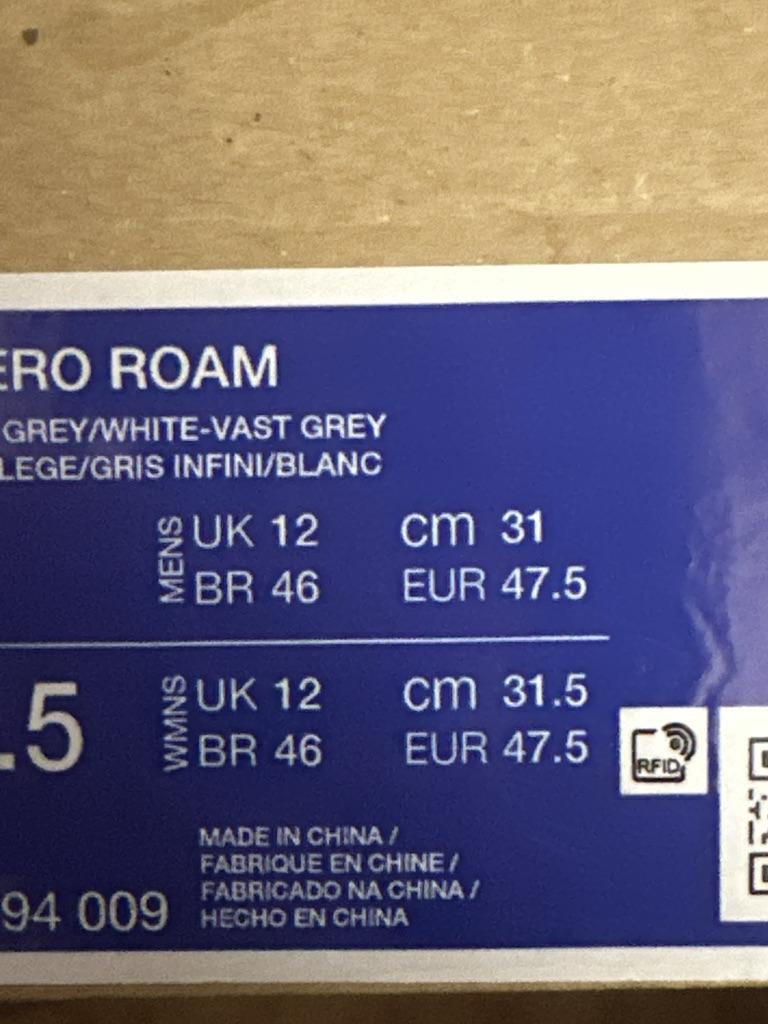 ERO ROAM
GREY/WHITE-VAST GREY
LEGE/GRIS INFINI/BLANC
MENS
UK 12 cm 31
BR 46 EUR 47.5
.5
WMNS
UK 12 cm 31.5
BR 46 EUR 47.5
RFID
94 009
MADE IN CHINA /
FABRIQUE EN CHINE /
FABRICADO NA CHINA /
HECHO EN CHINA